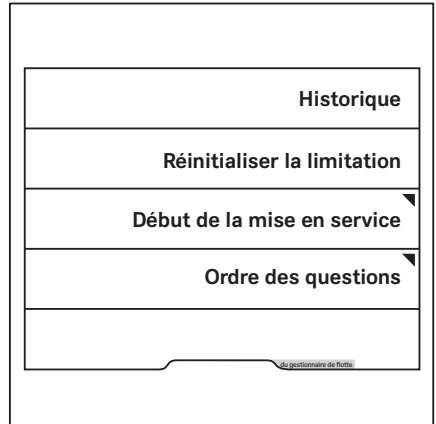 Historique
Réinitialiser la limitation
Début de la mise en service
Ordre des questions
du gestionnaire de flotte